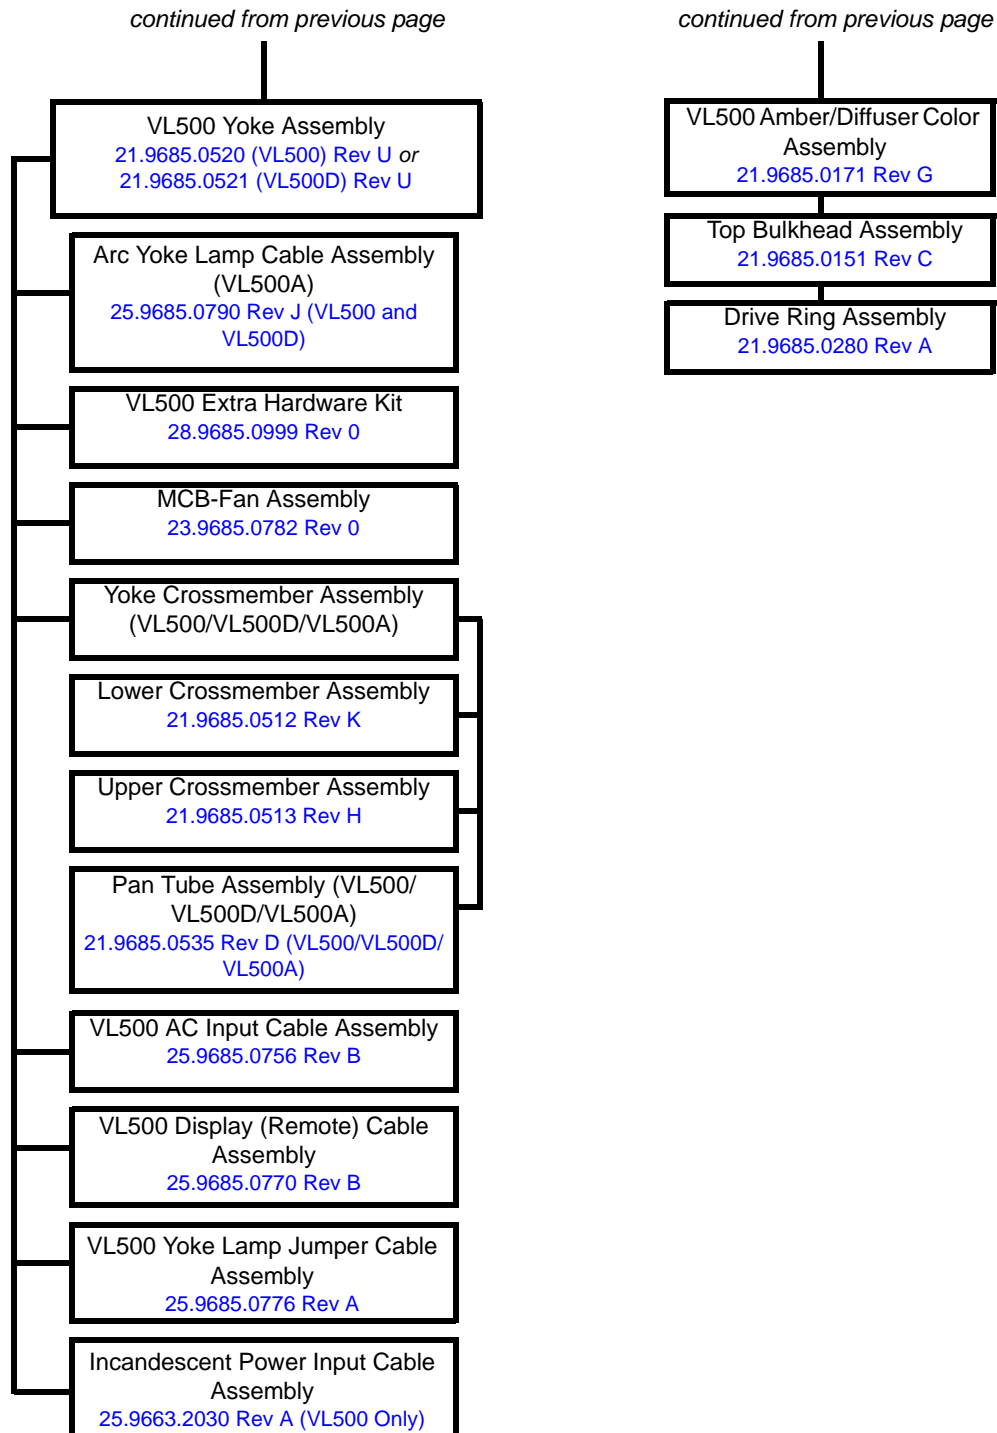 continued from previous page
VL500 Yoke Assembly
21.9685.0520 (VL500) Rev U or
21.9685.0521 (VL500D) Rev U
Arc Yoke Lamp Cable Assembly
(VL500A)
25.9685.0790 Rev J (VL500 and
VL500D)
VL500 Extra Hardware Kit
28.9685.0999 Rev 0
MCB-Fan Assembly
23.9685.0782 Rev 0
Yoke Crossmember Assembly
(VL500/VL500D/VL500A)
Lower Crossmember Assembly
21.9685.0512 Rev K
Upper Crossmember Assembly
21.9685.0513 Rev H
Pan Tube Assembly (VL500/
VL500D/VL500A)
21.9685.0535 Rev D (VL500/VL500D/
VL500A)
VL500 AC Input Cable Assembly
25.9685.0756 Rev B
VL500 Display (Remote) Cable
Assembly
25.9685.0770 Rev B
VL500 Yoke Lamp Jumper Cable
Assembly
25.9685.0776 Rev A
Incandescent Power Input Cable
Assembly
25.9663.2030 Rev A (VL500 Only)
continued from previous page
VL500 Amber/Diffuser Color
Assembly
21.9685.0171 Rev G
Top Bulkhead Assembly
21.9685.0151 Rev C
Drive Ring Assembly
21.9685.0280 Rev A